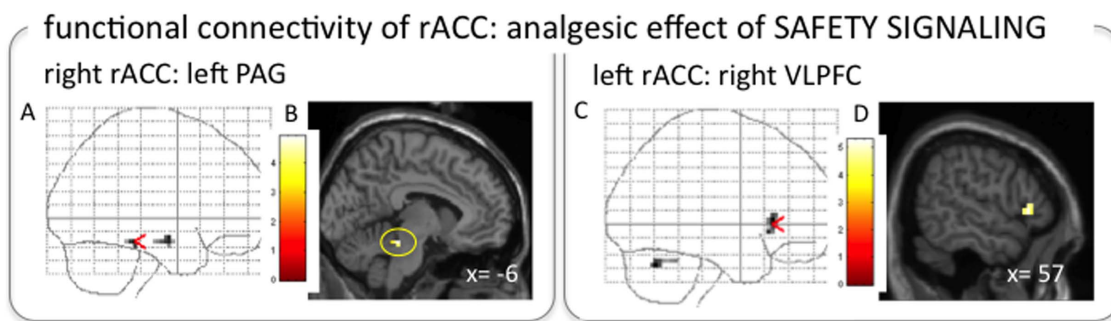 functional connectivity of rACC: analgesic effect of SAFETY SIGNALING
right rACC: left PAG
left rACC: right VLPFC
A
B
4
3
2
1
0
x= -6
C
D
5
4
3
2
1
0
x= 57